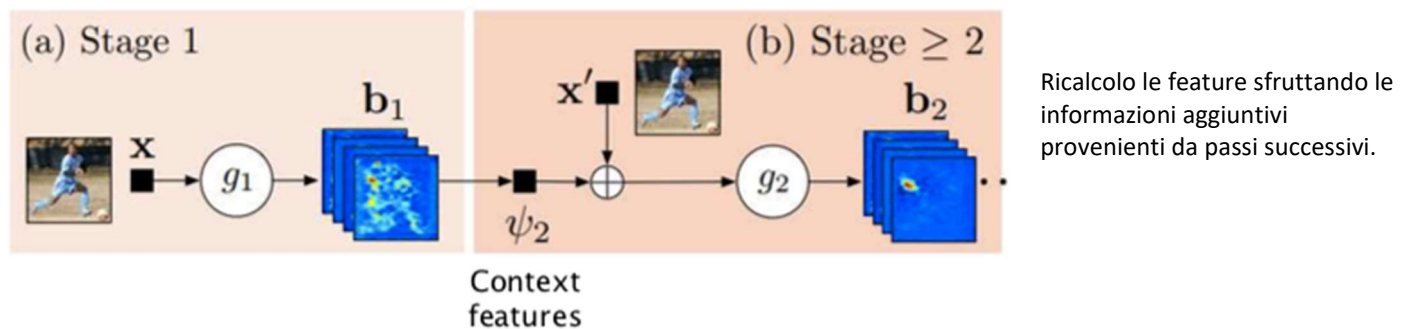 (a) Stage 1
x
g₁
b₁
(b) Stage ≥ 2
x′
ψ₂
g₂
b₂
Context
features
Ricalcolo le feature sfruttando le
informazioni aggiuntivi
provenienti da passi successivi.